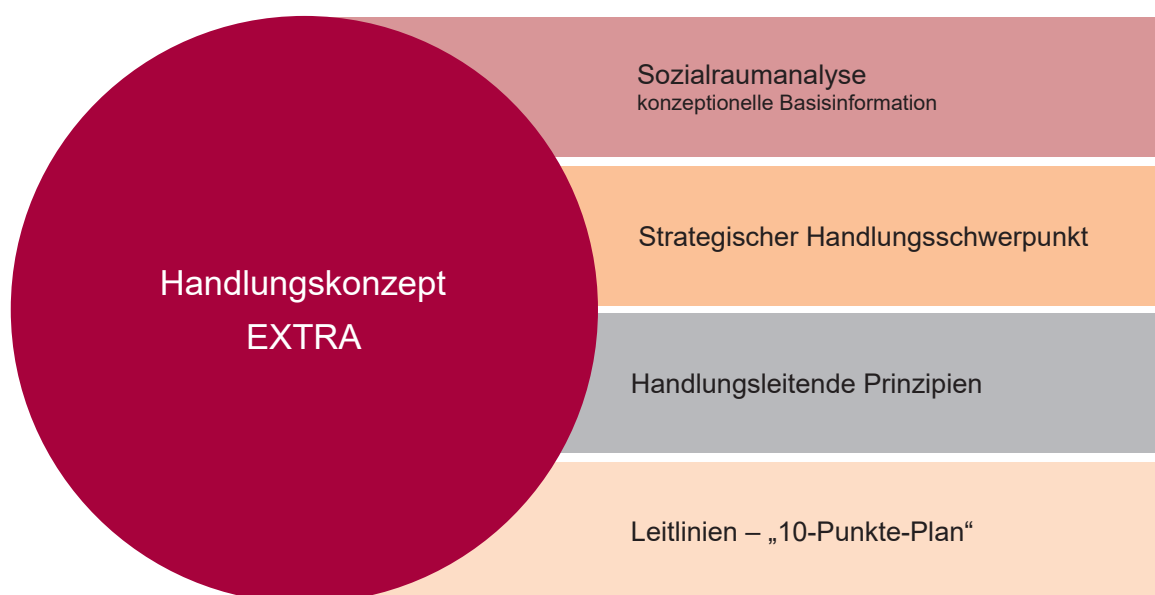 Handlungskonzept
EXTRA
Sozialraumanalyse
konzeptionelle Basisinformation
Strategischer Handlungsschwerpunkt
Handlungsleitende Prinzipien
Leitlinien – „10-Punkte-Plan“